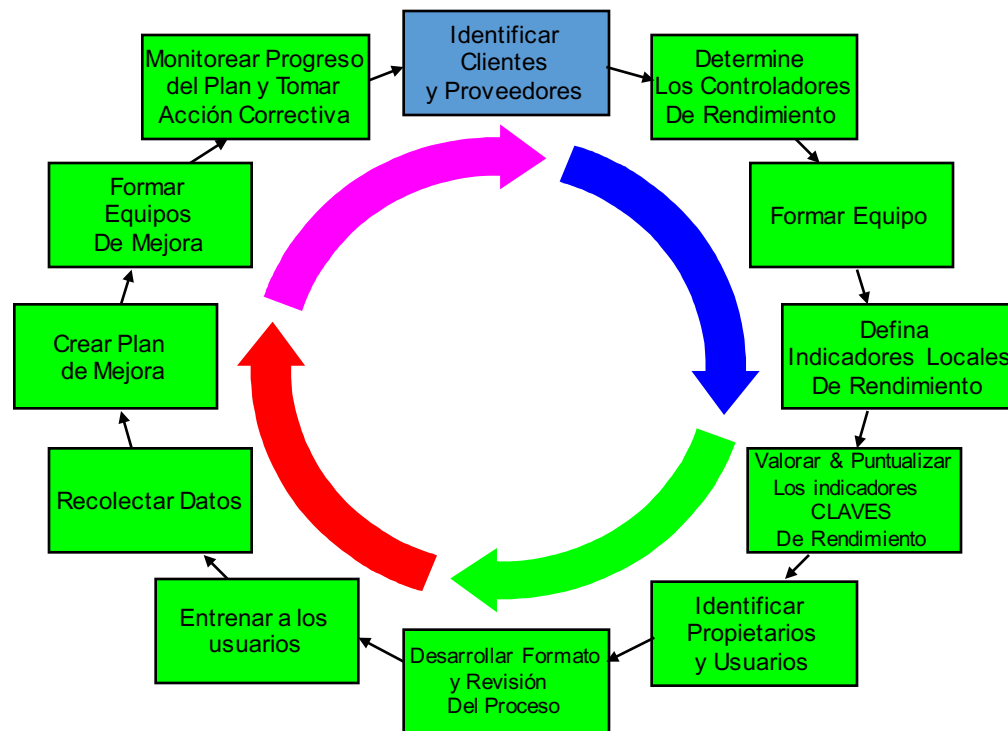 Identificar
Clientes
y Proveedores
Determine
Los Controladores
De Rendimiento
Formar Equipo
Defina
Indicadores Locales
De Rendimiento
Valorar & Puntualizar
Los indicadores
CLAVES
De Rendimiento
Identificar
Propietarios
y Usuarios
Desarrollar Formato
y Revisión
Del Proceso
Entrenar a los
usuarios
Recolectar Datos
Crear Plan
de Mejora
Formar
Equipos
De Mejora
Monitorear Progreso
del Plan y Tomar
Acción Correctiva